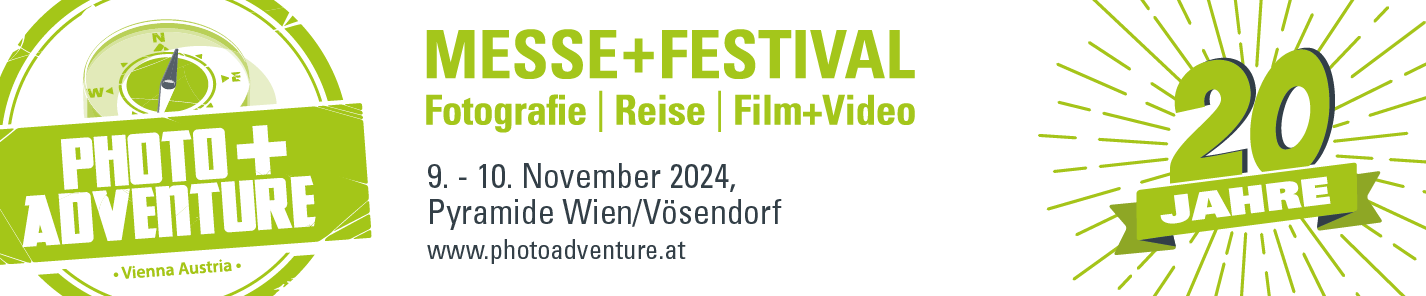 N
W
E
PHOTO+
ADVENTURE
• Vienna Austria •
MESSE+FESTIVAL
Fotografie | Reise | Film+Video
9. - 10. November 2024,
Pyramide Wien/Vösendorf
www.photoadventure.at
20
JAHRE